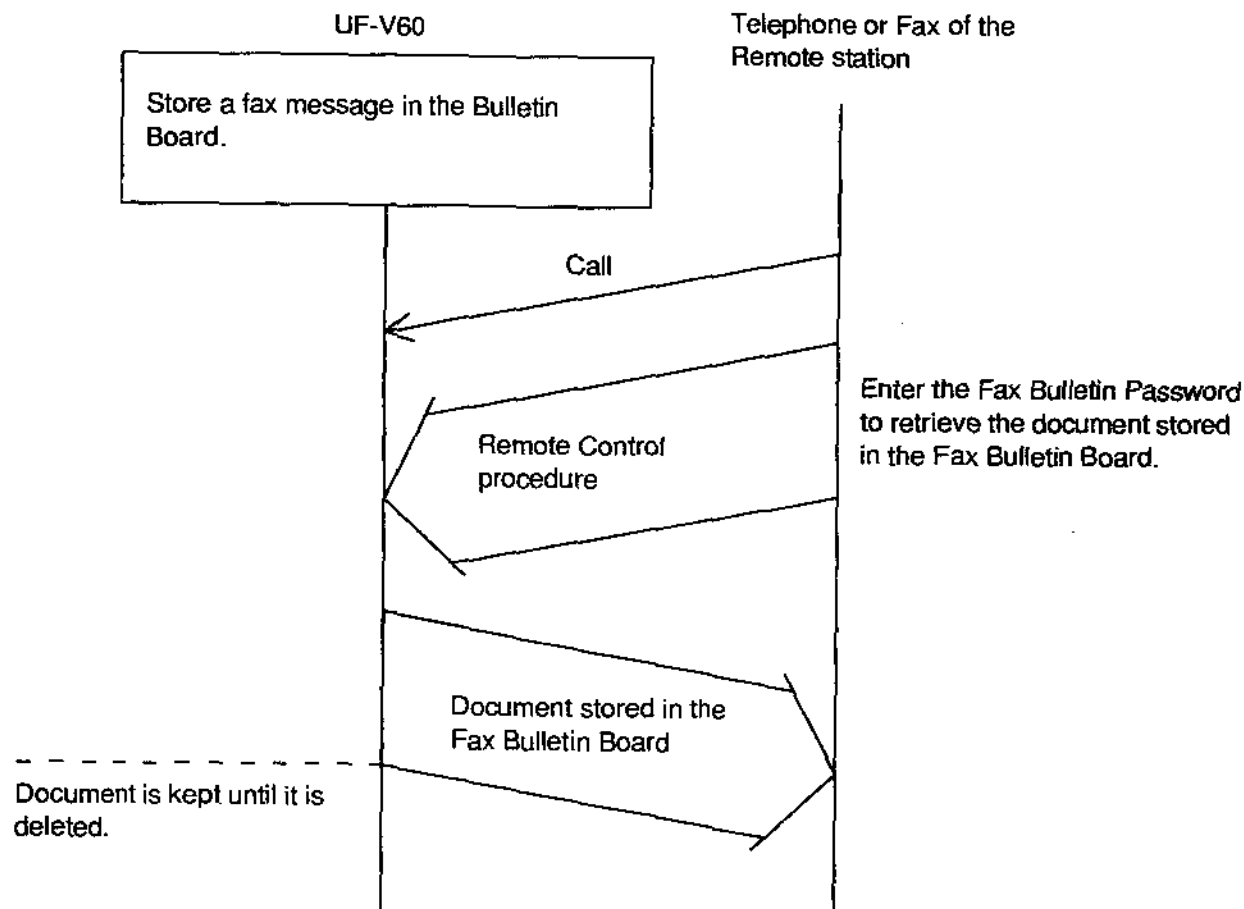 UF-V60
Telephone or Fax of the
Remote station
Store a fax message in the Bulletin
Board.
Call
Enter the Fax Bulletin Password
to retrieve the document stored
in the Fax Bulletin Board.
Remote Control
procedure
Document stored in the
Fax Bulletin Board
Document is kept until it is
deleted.